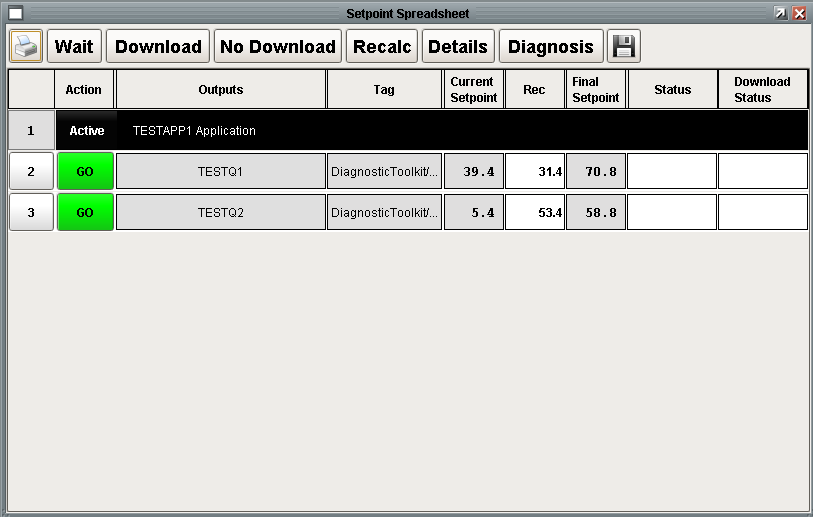 Setpoint Spreadsheet
Wait Download No Download Recalc Details Diagnosis
Action Outputs Tag Current Setpoint Rec Final Setpoint Status Download Status
1 Active TESTAPP1 Application
2 GO TESTQ1 DiagnosticToolkit/... 39.4 31.4 70.8
3 GO TESTQ2 DiagnosticToolkit/... 5.4 53.4 58.8